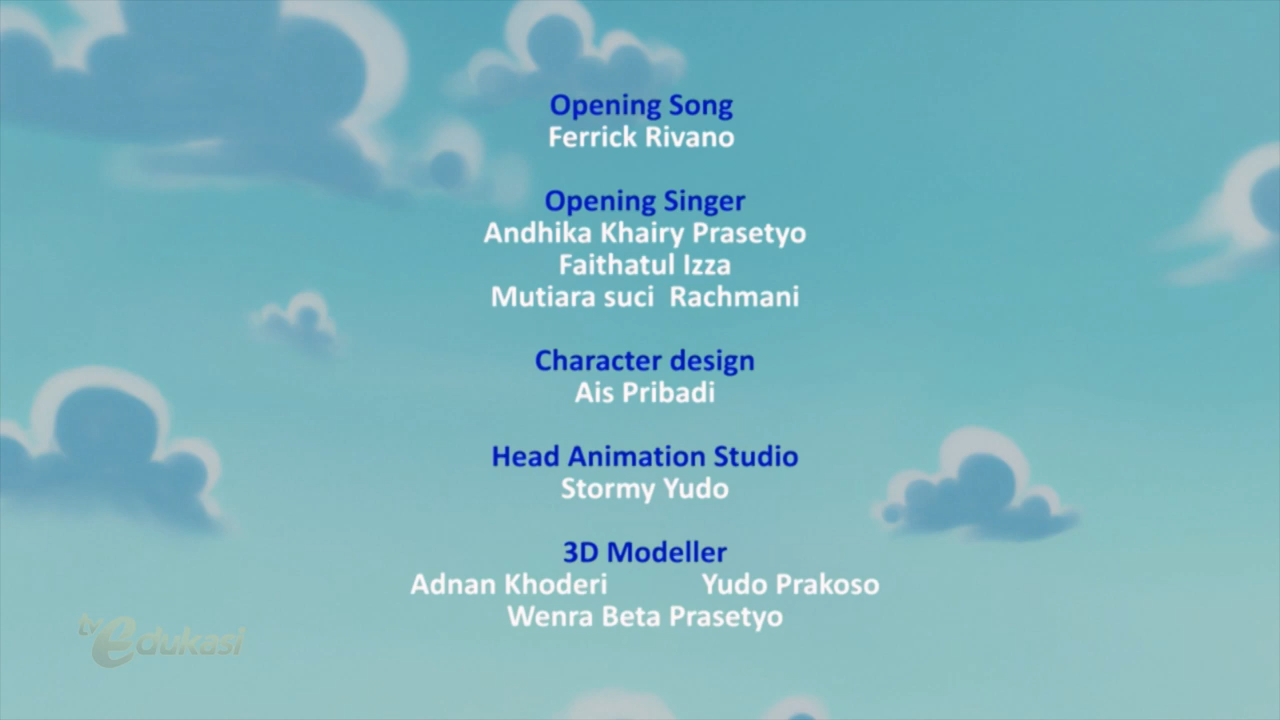 Opening Song
Ferrick Rivano
Opening Singer
Andhika Khairy Prasetyo
Faithatul Izza
Mutiara suci  Rachmani
Character design
Ais Pribadi
Head Animation Studio
Stormy Yudo
3D Modeller
Adnan Khoderi Yudo Prakoso
Wenra Beta Prasetyo
tv edukasi